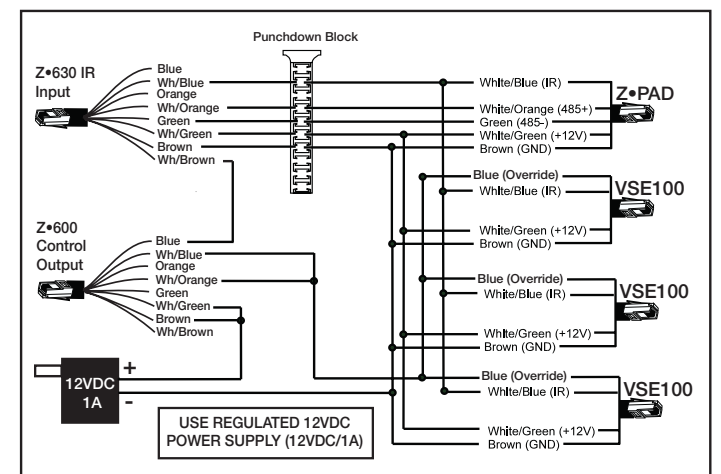 Punchdown Block
Z•630 IR
Input
Blue
Wh/Blue
Orange
Wh/Orange
Green
Wh/Green
Brown
Wh/Brown
White/Blue (IR)
White/Orange (485+)
Green (485-)
White/Green (+12V)
Brown (GND)
Z•PAD
Blue (Override)
White/Blue (IR)
White/Green (+12V)
Brown (GND)
VSE100
Z•600
Control
Output
Blue
Wh/Blue
Orange
Wh/Orange
Green
Wh/Green
Brown
Wh/Brown
Blue (Override)
White/Blue (IR)
White/Green (+12V)
Brown (GND)
VSE100
12VDC
1A
+
-
USE REGULATED 12VDC
POWER SUPPLY (12VDC/1A)
Blue (Override)
White/Blue (IR)
White/Green (+12V)
Brown (GND)
VSE100